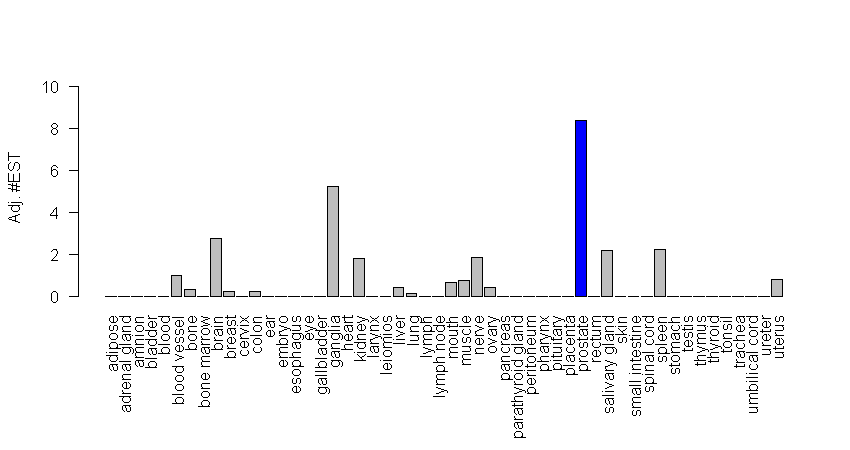 10
8
6
4
2
0
Adj. #EST
adipose
adrenal gland
amnion
bladder
blood
blood vessel
bone
bone marrow
brain
breast
cervix
colon
ear
embryo
esophagus
eye
gallbladder
ganglia
heart
kidney
larynx
leiomios
liver
lung
lymph
lymph node
mouth
muscle
nerve
ovary
pancreas
parathyroid gland
peritoneum
pharynx
pituitary
placenta
prostate
rectum
salivary gland
skin
small intestine
spinal cord
spleen
stomach
testis
thymus
thyroid
tonsil
trachea
umbilical cord
ureter
uterus